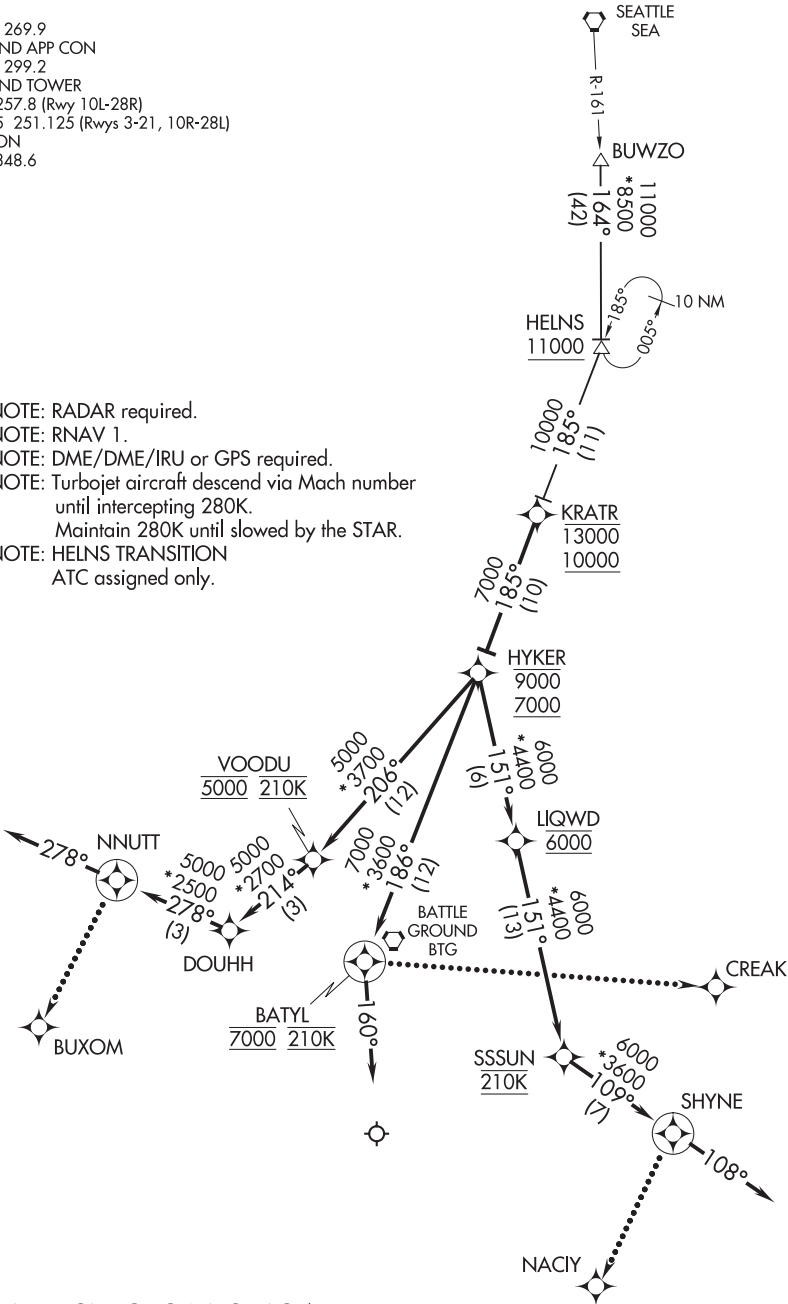 269.9
ND APP CON
299.2
ND TOWER
257.8 (Rwy 10L-28R)
5 251.125 (Rwys 3-21, 10R-28L)
ON
348.6
SEATTLE
SEA
R-161
BUWZO
11000
*8500
164°
(42)
HELNS
11000
185°
005°
10 NM
10000
185°
(11)
NOTE: RADAR required.
NOTE: RNAV 1.
NOTE: DME/DME/IRU or GPS required.
NOTE: Turbojet aircraft descend via Mach number
until intercepting 280K.
Maintain 280K until slowed by the STAR.
NOTE: HELNS TRANSITION
ATC assigned only.
KRATR
13000
10000
7000
185°
(10)
HYKER
9000
7000
VOODU
5000 210K
5000
*3700
206°
(12)
7000
*3600
186°
(12)
6000
*4400
151°
(6)
LIQWD
6000
278°
NNUTT
5000
*2500
278°
(3)
5000
*2700
214°
(3)
DOUHH
BUXOM
BATTLE
GROUND
BTG
BATYL
7000 210K
160°
6000
*4400
151°
(13)
CREAK
SSSUN
210K
6000
*3600
109°
(7)
SHYNE
108°
NACIY